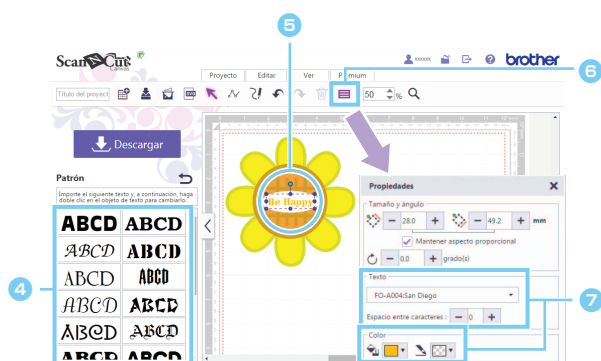 5
ScanNCut
Canvas
xxxxxx
brother
6
Proyecto Editar Ver
Título del proyect
50 %
Descargar
Patrón
Importe el siguiente texto y, a continuación, haga
doble clic en el objeto de texto para cambiarlo.
4
ABCD ABCD
ABCD ABCD
ABCD ABCD
ABCD ABCD
ABCD ABCD
ABCD ABCD
Be Happy
Propiedades
Tamaño y ángulo
28.0 49.2 mm
Mantener aspecto proporcional
0.0 grado(s)
Texto
FO-A004:San Diego
Espacio entre caracteres : 0
7
Color